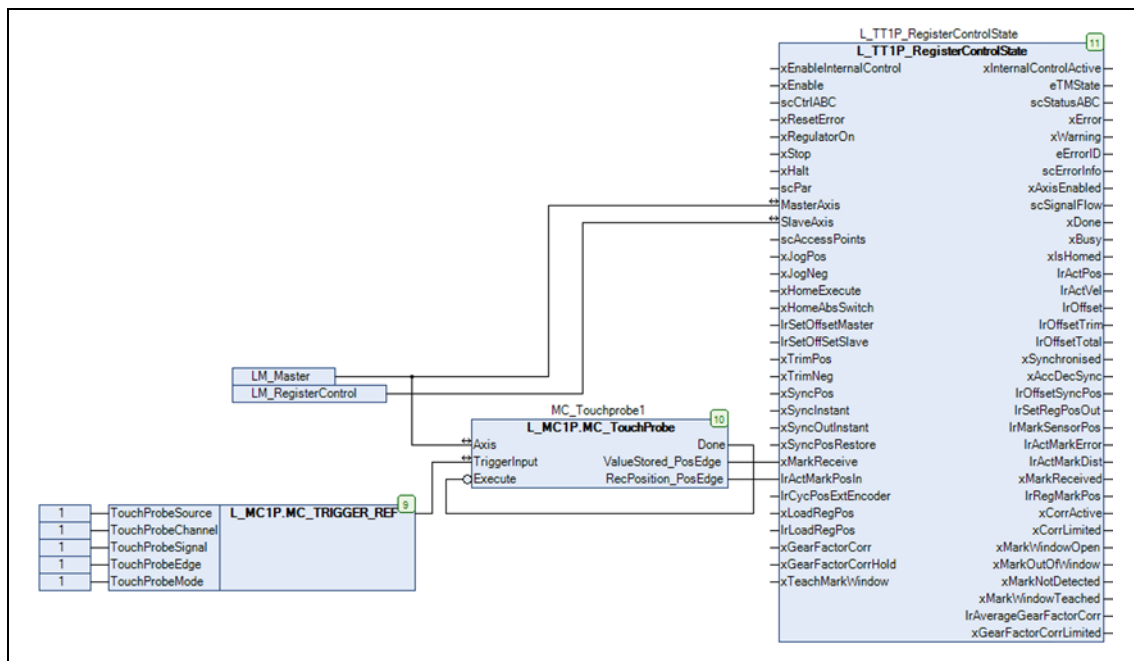 L_TT1P_RegisterControlState
11
L_TT1P_RegisterControlState
xEnableInternalControl xInternalControlActive
xEnable eTMState
scCtrlABC scStatusABC
xResetError xError
xRegulatorOn xWarning
xStop eErrorID
xHalt scErrorInfo
scPar xAxisEnabled
MasterAxis scSignalFlow
SlaveAxis xDone
scAccessPoints xBusy
xJogPos xIsHomed
xJogNeg lrActPos
xHomeExecute lrActVel
xHomeAbsSwitch lrOffset
lrSetOffsetMaster lrOffsetTrim
lrSetOffSetSlave lrOffsetTotal
xTrimPos xSynchronised
xTrimNeg xAccDecSync
xSyncPos lrOffsetSyncPos
xSyncInstant lrSetRegPosOut
xSyncOutInstant lrMarkSensorPos
xSyncPosRestore lrActMarkError
xMarkReceive lrActMarkDist
lrActMarkPosIn xMarkReceived
lrCycPosExtEncoder lrRegMarkPos
xLoadRegPos xCorrActive
lrLoadRegPos xCorrLimited
xGearFactorCorr xMarkWindowOpen
xGearFactorCorrHold xMarkOutOfWindow
xTeachMarkWindow xMarkNotDetected
xMarkWindowTeached
lrAverageGearFactorCorr
xGearFactorCorrLimited
LM_Master
LM_RegisterControl
MC_Touchprobe1
10
L_MC1P.MC_TouchProbe
Axis Done
TriggerInput ValueStored_PosEdge
Execute RecPosition_PosEdge
9
1 TouchProbeSource L_MC1P.MC_TRIGGER_REF
1 TouchProbeChannel
1 TouchProbeSignal
1 TouchProbeEdge
1 TouchProbeMode